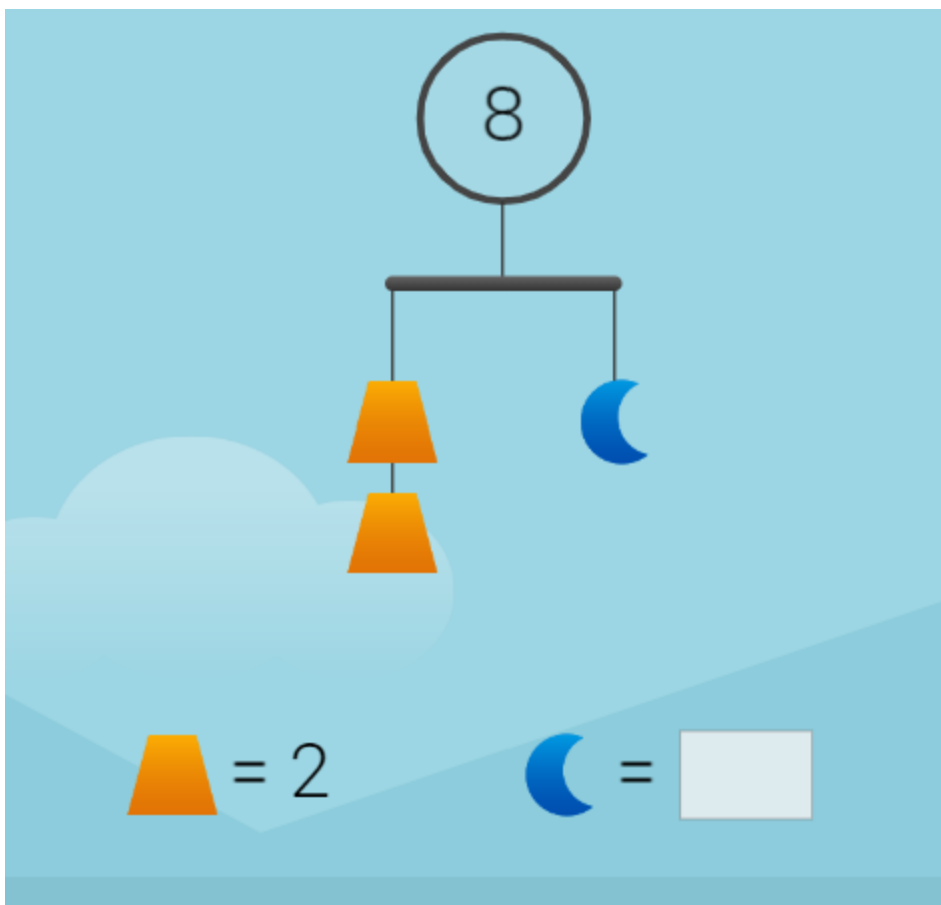 8
= 2 =